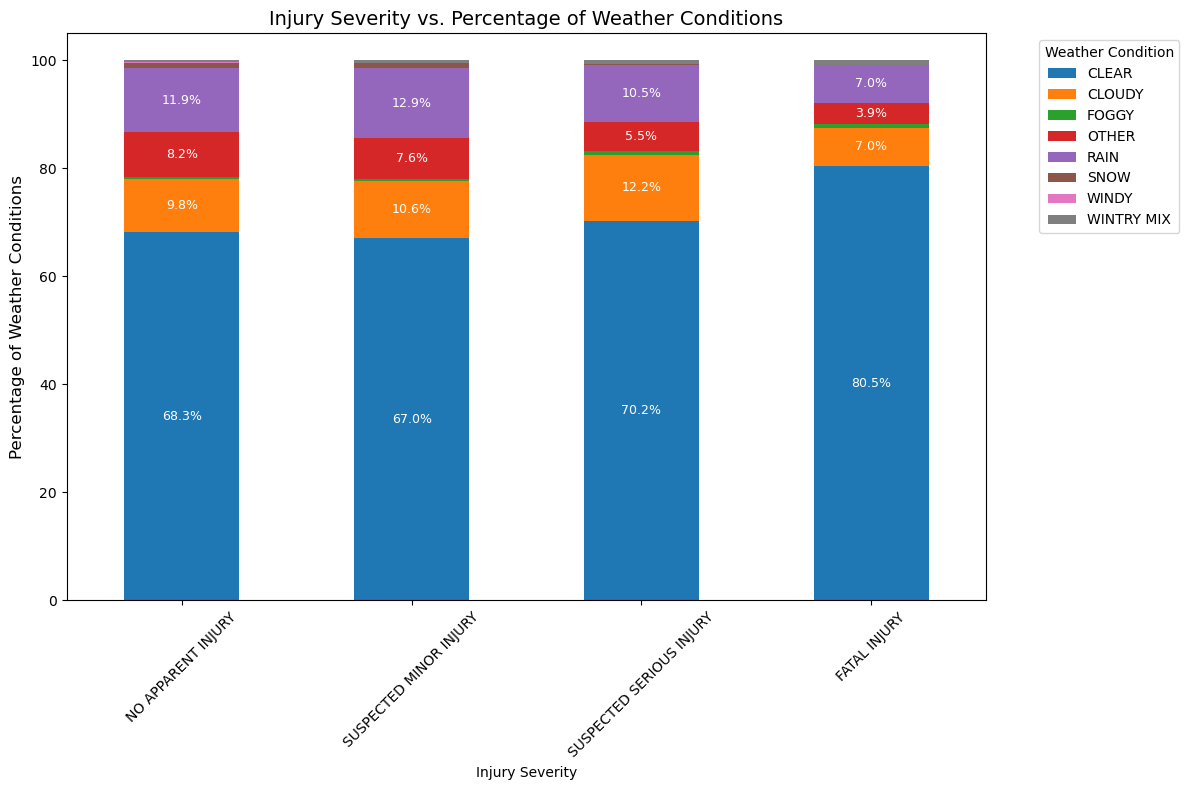 Injury Severity vs. Percentage of Weather Conditions
Percentage of Weather Conditions
100
80
60
40
20
0
11.9%
8.2%
9.8%
68.3%
12.9%
7.6%
10.6%
67.0%
10.5%
5.5%
12.2%
70.2%
7.0%
3.9%
7.0%
80.5%
NO APPARENT INJURY
SUSPECTED MINOR INJURY
SUSPECTED SERIOUS INJURY
FATAL INJURY
Injury Severity
Weather Condition
CLEAR
CLOUDY
FOGGY
OTHER
RAIN
SNOW
WINDY
WINTRY MIX